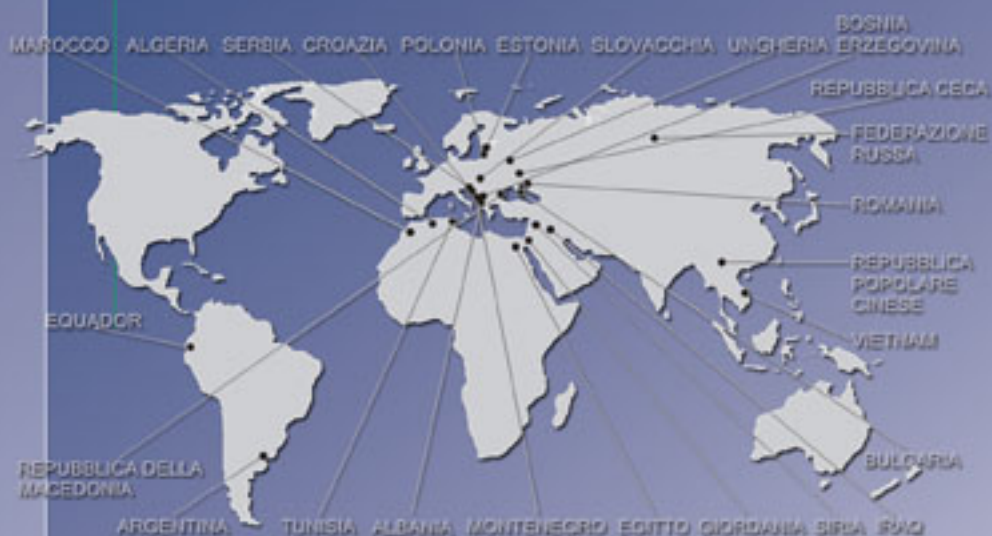 BOSNIA
MAROCCO ALGERIA SERBIA CROAZIA POLONIA ESTONIA SLOVACCHIA UNGHERIA ERZEGOVINA
REPUBBLICA CECA
FEDERAZIONE
RUSSA
ROMANIA
REPUBBLICA
POPOLARE
CINESE
EQUADOR
VIETNAM
BULGARIA
REPUBBLICA DELLA
MACEDONIA
ARGENTINA TUNISIA ALBANIA MONTENEGRO EGITTO GIORDANIA SIRIA IRAQ